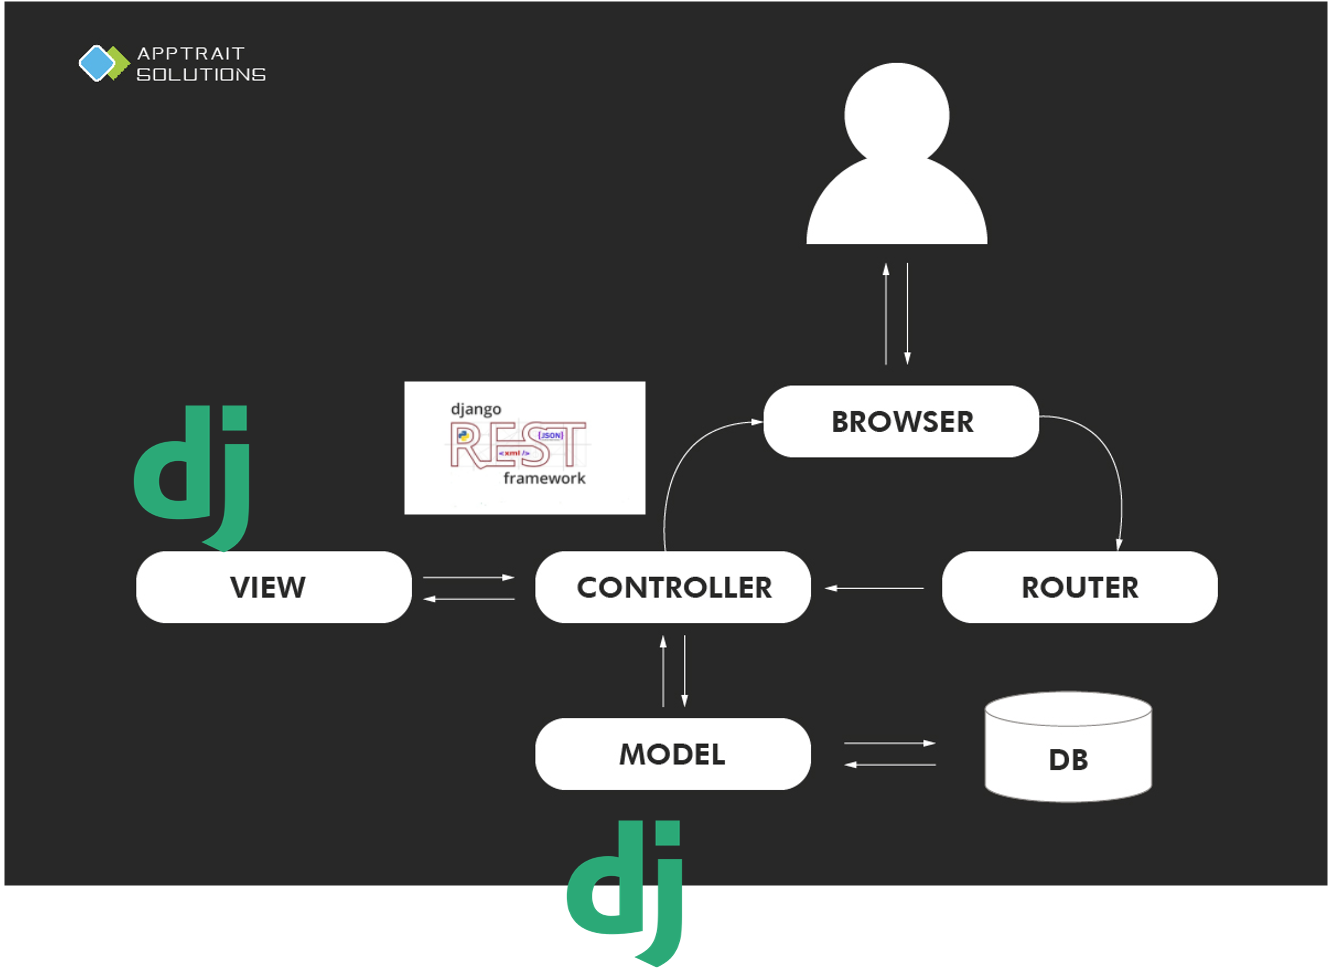 APPTRAIT
SOLUTIONS
django
REST
[JSON]
<xml/>
framework
dj
BROWSER
VIEW
CONTROLLER
ROUTER
MODEL
DB
dj